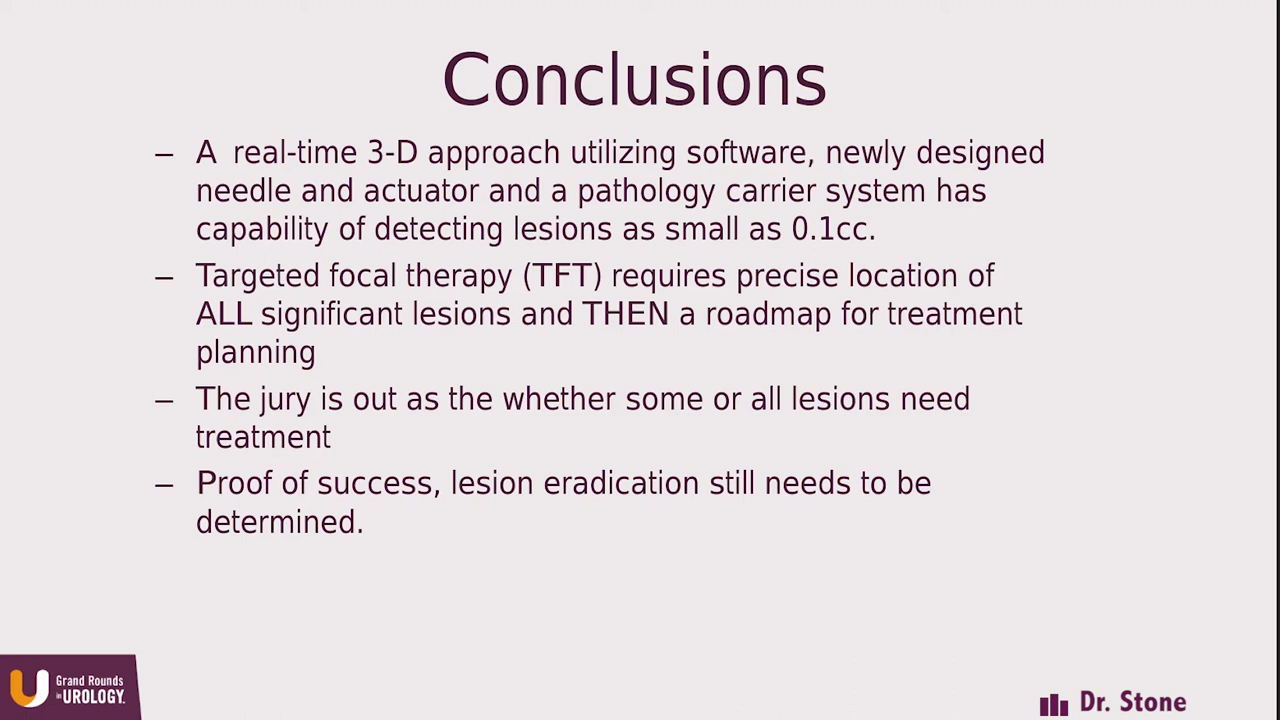 Conclusions
– A real-time 3-D approach utilizing software, newly designed
needle and actuator and a pathology carrier system has
capability of detecting lesions as small as 0.1cc.
– Targeted focal therapy (TFT) requires precise location of
ALL significant lesions and THEN a roadmap for treatment
planning
– The jury is out as the whether some or all lesions need
treatment
– Proof of success, lesion eradication still needs to be
determined.
Grand Rounds
in UROLOGY.
Dr. Stone